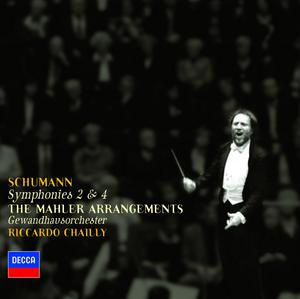 SCHUMANN
Symphonies 2 & 4
THE MAHLER ARRANGEMENTS
Gewandhausorchester
RICCARDO CHAILLY
DECCA